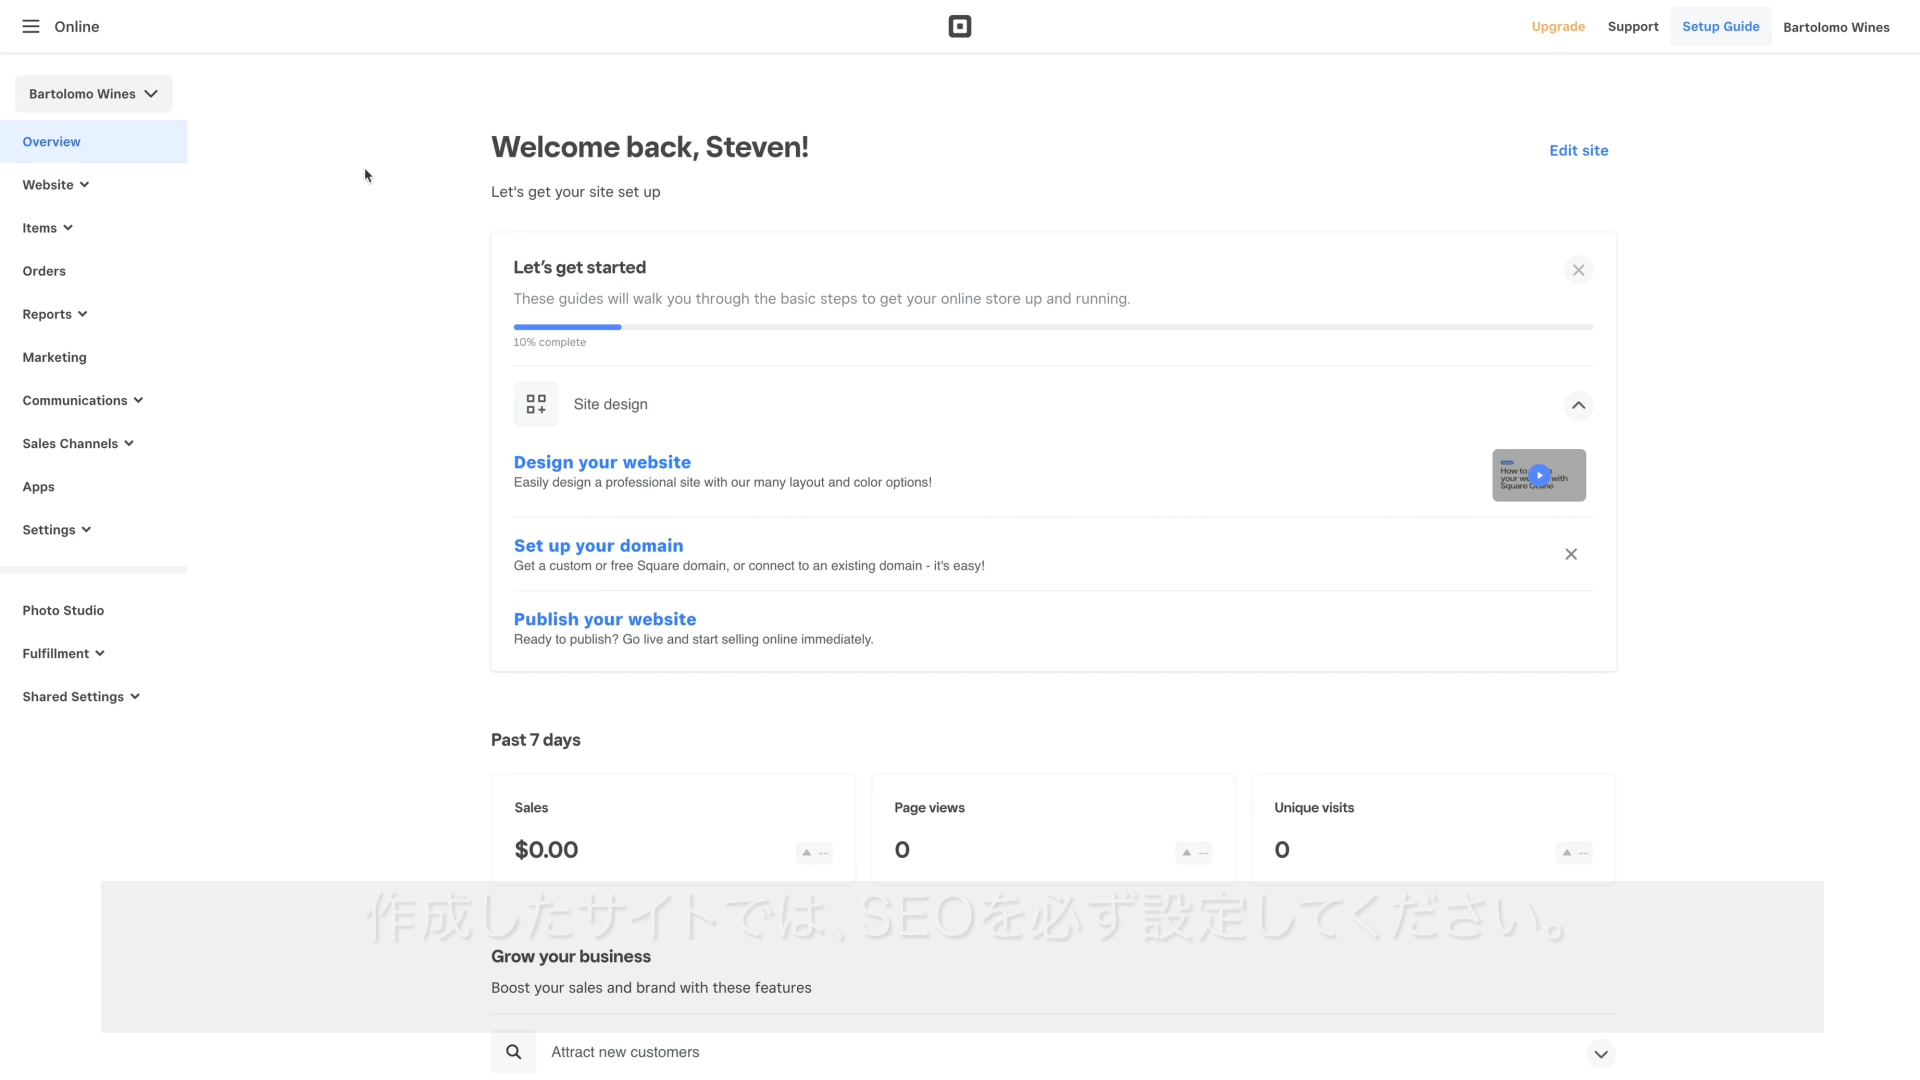 Online
Upgrade
Support
Setup Guide
Bartolomo Wines
Bartolomo Wines
Overview
Website
Items
Orders
Reports
Marketing
Communications
Sales Channels
Apps
Settings
Photo Studio
Fulfillment
Shared Settings
Welcome back, Steven!
Edit site
Let's get your site set up
Let’s get started
These guides will walk you through the basic steps to get your online store up and running.
10% complete
Site design
Design your website
Easily design a professional site with our many layout and color options!
Set up your domain
Get a custom or free Square domain, or connect to an existing domain - it's easy!
Publish your website
Ready to publish? Go live and start selling online immediately.
Past 7 days
Sales
$0.00
--
Page views
0
--
Unique visits
0
--
作成したサイトでは、SEOを必ず設定してください。
Grow your business
Boost your sales and brand with these features
Attract new customers